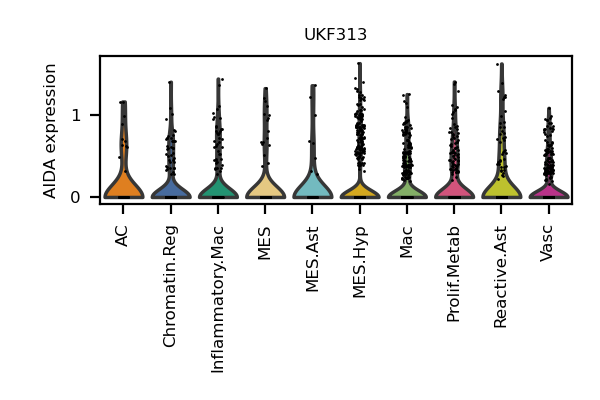 UKF313
AIDA expression
1
0
AC
Chromatin.Reg
Inflammatory.Mac
MES
MES.Ast
MES.Hyp
Mac
Prolif.Metab
Reactive.Ast
Vasc